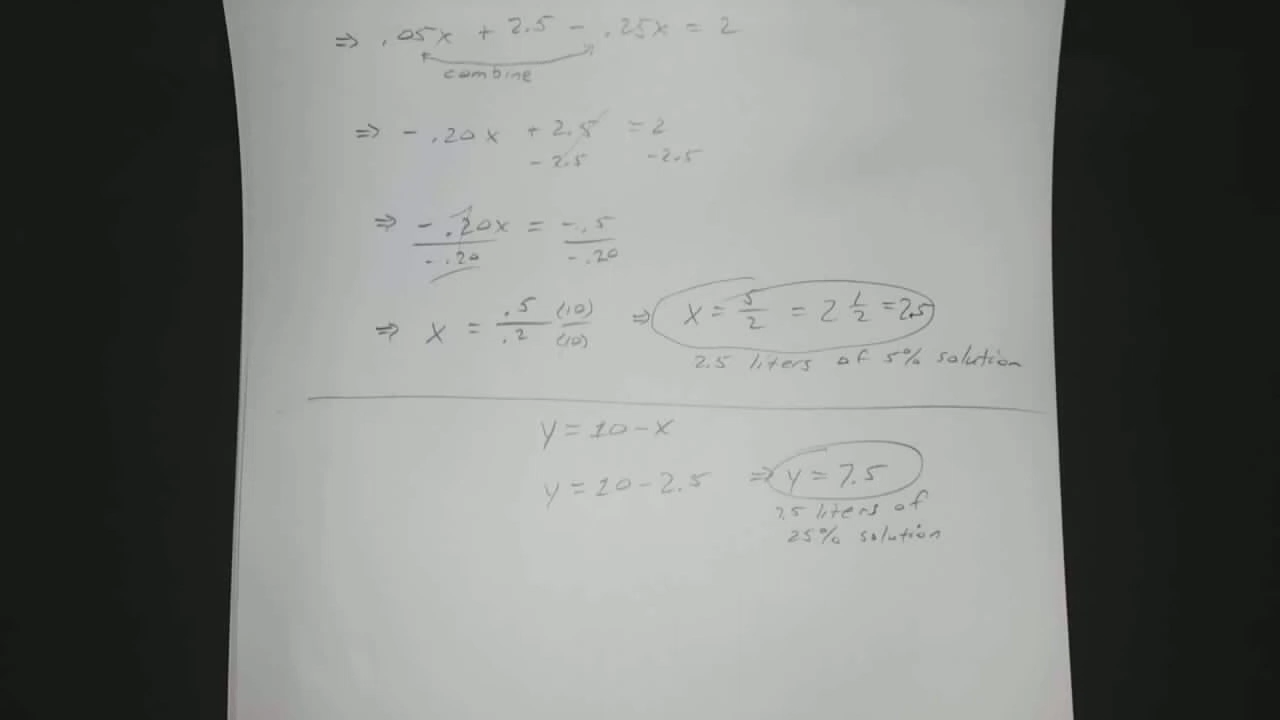 ⇒ .05x + 2.5 - .25x = 2
combine
⇒ - .20x + 2.5 = 2
- 2.5 -2.5
⇒ - .20x = - .5
- .20 - .20
⇒ x = .5 (10) ⇒ x = 5 = 2 1/2 = 2.5
.2 (10) 2
2.5 liters of 5% solution
y = 10 - x
y = 10 - 2.5 ⇒ y = 7.5
7.5 liters of
25% solution